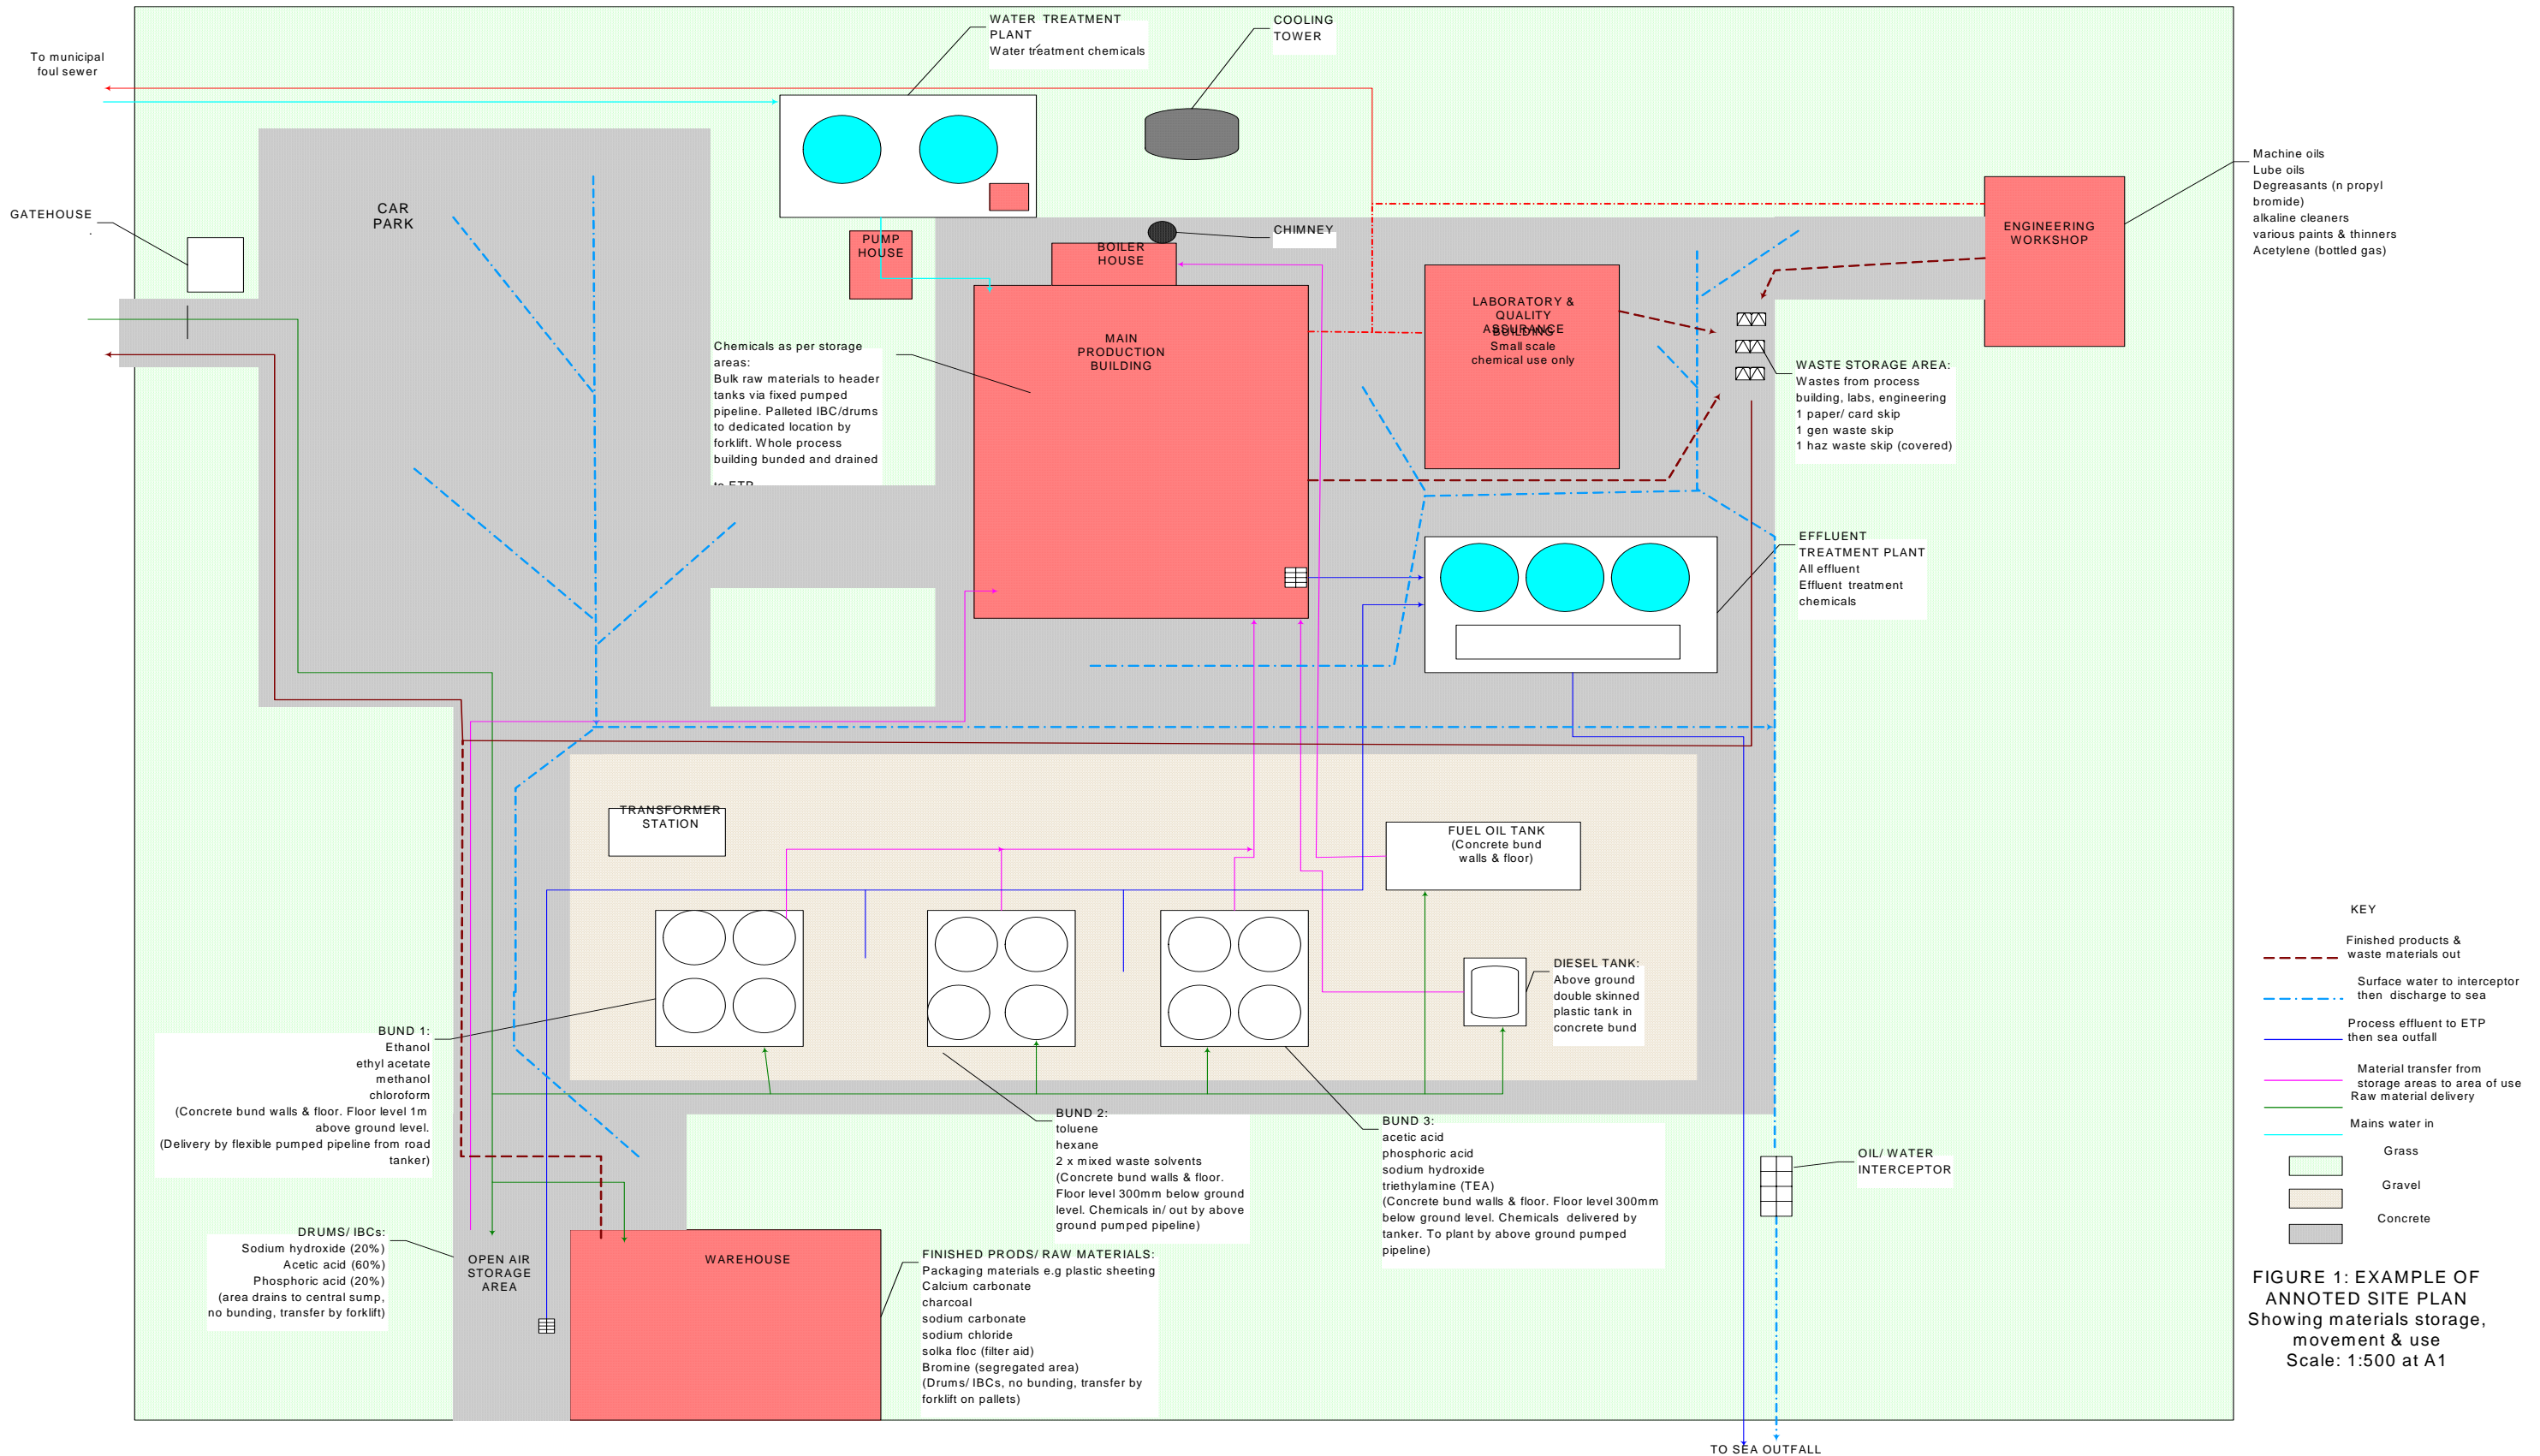 To municipal
foul sewer
WATER TREATMENT
PLANT
Water treatment chemicals
COOLING
TOWER
GATEHOUSE
.
CAR
PARK
PUMP
HOUSE
BOILER
HOUSE
CHIMNEY
Machine oils
Lube oils
Degreasants (n propyl
bromide)
alkaline cleaners
various paints & thinners
Acetylene (bottled gas)
ENGINEERING
WORKSHOP
MAIN
PRODUCTION
BUILDING
LABORATORY &
QUALITY
ASSURANCE
BUILDING
Small scale
chemical use only
Chemicals as per storage
areas:
Bulk raw materials to header
tanks via fixed pumped
pipeline. Palleted IBC/drums
to dedicated location by
forklift. Whole process
building bunded and drained
to ETP
WASTE STORAGE AREA:
Wastes from process
building, labs, engineering
1 paper/ card skip
1 gen waste skip
1 haz waste skip (covered)
EFFLUENT
TREATMENT PLANT
All effluent
Effluent treatment
chemicals
TRANSFORMER
STATION
FUEL OIL TANK
(Concrete bund
walls & floor)
DIESEL TANK:
Above ground
double skinned
plastic tank in
concrete bund
BUND 1:
Ethanol
ethyl acetate
methanol
chloroform
(Concrete bund walls & floor. Floor level 1m
above ground level.
(Delivery by flexible pumped pipeline from road
tanker)
BUND 2:
toluene
hexane
2 x mixed waste solvents
(Concrete bund walls & floor.
Floor level 300mm below ground
level. Chemicals in/ out by above
ground pumped pipeline)
BUND 3:
acetic acid
phosphoric acid
sodium hydroxide
triethylamine (TEA)
(Concrete bund walls & floor. Floor level 300mm
below ground level. Chemicals delivered by
tanker. To plant by above ground pumped
pipeline)
OIL/ WATER
INTERCEPTOR
DRUMS/ IBCs:
Sodium hydroxide (20%)
Acetic acid (60%)
Phosphoric acid (20%)
(area drains to central sump,
no bunding, transfer by forklift)
OPEN AIR
STORAGE
AREA
WAREHOUSE
FINISHED PRODS/ RAW MATERIALS:
Packaging materials e.g plastic sheeting
Calcium carbonate
charcoal
sodium carbonate
sodium chloride
solka floc (filter aid)
Bromine (segregated area)
(Drums/ IBCs, no bunding, transfer by
forklift on pallets)
TO SEA OUTFALL
KEY
Finished products &
waste materials out
Surface water to interceptor
then discharge to sea
Process effluent to ETP
then sea outfall
Material transfer from
storage areas to area of use
Raw material delivery
Mains water in
Grass
Gravel
Concrete
FIGURE 1: EXAMPLE OF
ANNOTED SITE PLAN
Showing materials storage,
movement & use
Scale: 1:500 at A1